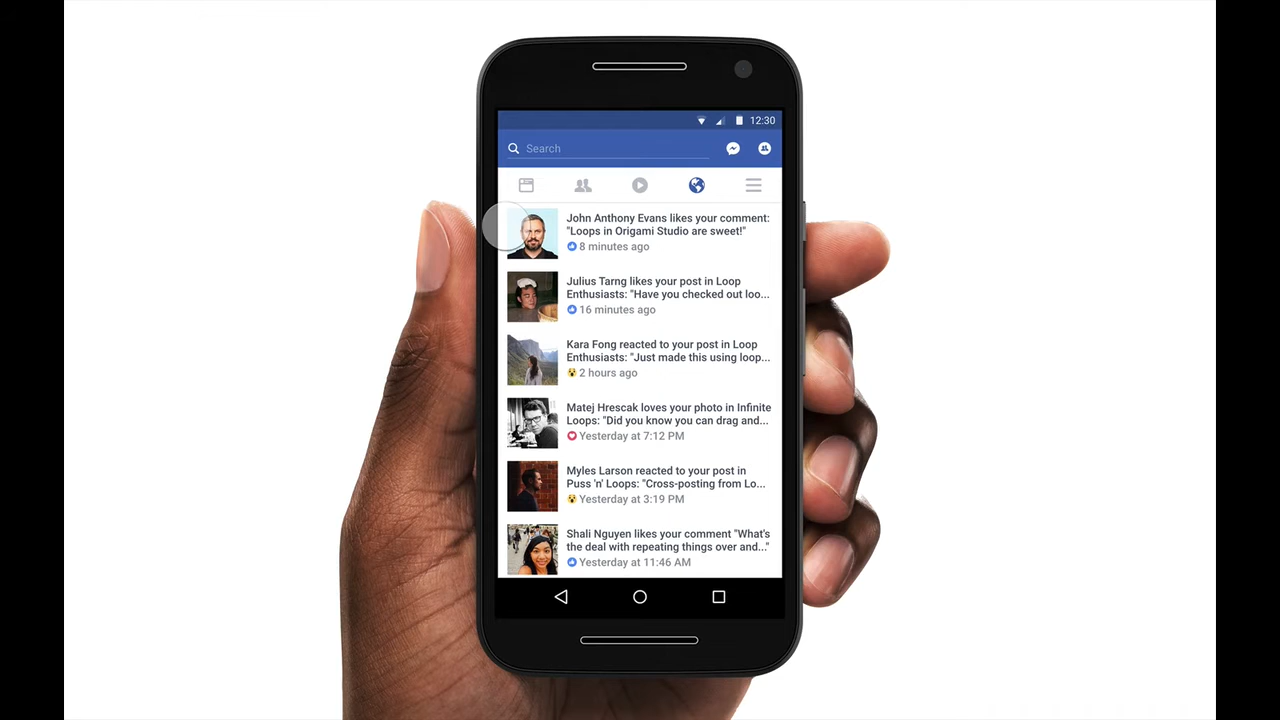 12:30
Search
John Anthony Evans likes your comment:
"Loops in Origami Studio are sweet!"
8 minutes ago
Julius Tarng likes your post in Loop
Enthusiasts: "Have you checked out loo...
16 minutes ago
Kara Fong reacted to your post in Loop
Enthusiasts: "Just made this using loop...
2 hours ago
Matej Hrescak loves your photo in Infinite
Loops: "Did you know you can drag and...
Yesterday at 7:12 PM
Myles Larson reacted to your post in
Puss 'n' Loops: "Cross-posting from Lo...
Yesterday at 3:19 PM
Shali Nguyen likes your comment "What's
the deal with repeating things over and..."
Yesterday at 11:46 AM